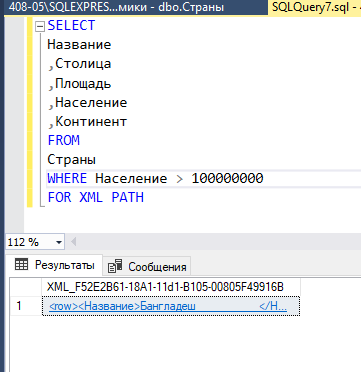 408-05\SQLEXPRES...мики - dbo.Страны
SQLQuery7.sql - 4
SELECT
Название
,Столица
,Площадь
,Население
,Континент
FROM
Страны
WHERE Население > 100000000
FOR XML PATH
112 %
Результаты
Сообщения
XML_F52E2B61-18A1-11d1-B105-00805F49916B
1 <row><Название>Бангладеш </Н...